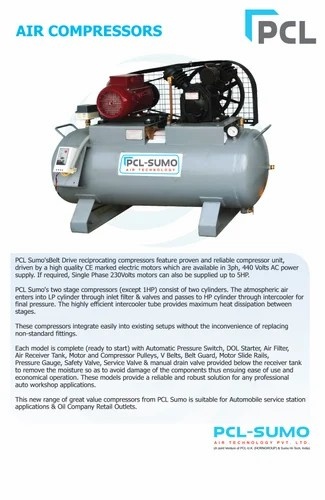 AIR COMPRESSORS
PCL
PCL-SUMO
AIR TECHNOLOGY
PCL Sumo'sBelt Drive reciprocating compressors feature proven and reliable compressor unit,
driven by a high quality CE marked electric motors which are available in 3ph, 440 Volts AC power
supply. If required, Single Phase 230Volts motors can also be supplied up to 5HP.
PCL Sumo's two stage compressors (except 1HP) consist of two cylinders. The atmospheric air
enters into LP cylinder through inlet filter & valves and passes to HP cylinder through intercooler for
final pressure. The highly efficient intercooler tube provides maximum heat dissipation between
stages.
These compressors integrate easily into existing setups without the inconvenience of replacing
non-standard fittings.
Each model is complete (ready to start) with Automatic Pressure Switch, DOL Starter, Air Filter,
Air Receiver Tank, Motor and Compressor Pulleys, V Belts, Belt Guard, Motor Slide Rails,
Pressure Gauge, Safety Valve, Service Valve & manual drain valve provided below the receiver tank
to remove the moisture so as to avoid damage of the components thus ensuing ease of use and
economical operation. These models provide a reliable and robust solution for any professional
auto workshop applications.
This new range of great value compressors from PCL Sumo is suitable for Automobile service station
applications & Oil Company Retail Outlets.
PCL-SUMO
AIR TECHNOLOGY PVT. LTD.